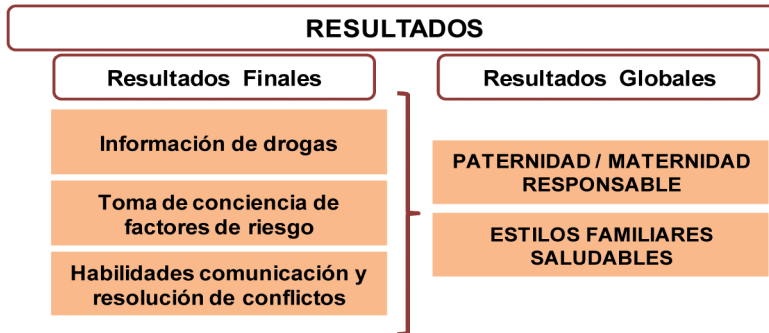 RESULTADOS
Resultados Finales
Información de drogas
Toma de conciencia de
factores de riesgo
Habilidades comunicación y
resolución de conflictos
Resultados Globales
PATERNIDAD / MATERNIDAD
RESPONSABLE
ESTILOS FAMILIARES
SALUDABLES